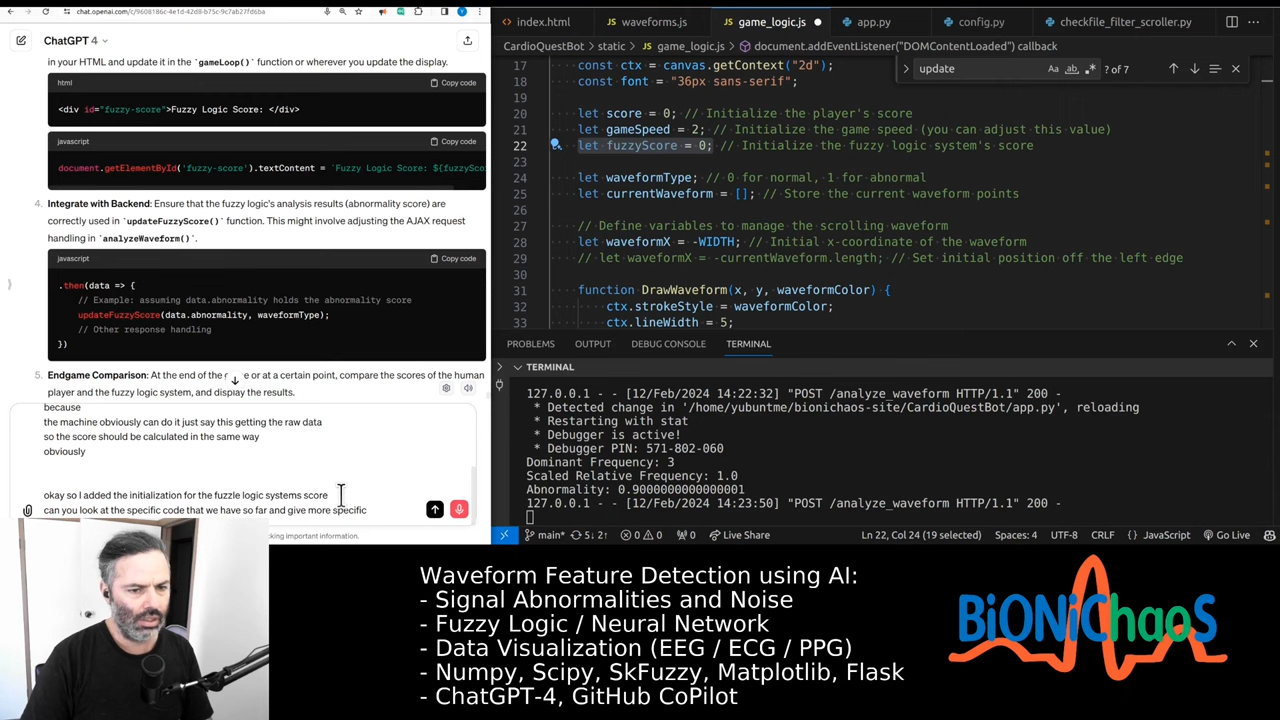 chat.openai.com/c/9608186c-4e1d-42d8-b75c-9c7ab27fd6ba
ChatGPT 4
in your HTML and update it in the `gameLoop()` function or wherever you update the display.
html
Copy code
<div id="fuzzy-score">Fuzzy Logic Score: </div>
javascript
Copy code
document.getElementById('fuzzy-score').textContent = `Fuzzy Logic Score: ${fuzzySco
4. Integrate with Backend: Ensure that the fuzzy logic's analysis results (abnormality score) are
correctly used in `updateFuzzyScore()` function. This might involve adjusting the AJAX request
handling in `analyzeWaveform()`.
javascript
Copy code
.then(data => {
// Example: assuming data.abnormality holds the abnormality score
updateFuzzyScore(data.abnormality, waveformType);
// Other response handling
})
5. Endgame Comparison: At the end of the e or at a certain point, compare the scores of the human
player and the fuzzy logic system, and display the results.
because
the machine obviously can do it just say this getting the raw data
so the score should be calculated in the same way
obviously
okay so I added the initialization for the fuzzle logic systems score
can you look at the specific code that we have so far and give more specific
cking important information.
index.html
waveforms.js
game_logic.js
app.py
config.py
checkfile_filter_scroller.py
CardioQuestBot > static > game_logic.js > document.addEventListener("DOMContentLoaded") callback
update
Aa
ab
? of 7
17 const ctx = canvas.getContext("2d");
18 const font = "36px sans-serif";
19
20 let score = 0; // Initialize the player's score
21 let gameSpeed = 2; // Initialize the game speed (you can adjust this value)
22 let fuzzyScore = 0; // Initialize the fuzzy logic system's score
23
24 let waveformType; // 0 for normal, 1 for abnormal
25 let currentWaveform = []; // Store the current waveform points
26
27 // Define variables to manage the scrolling waveform
28 let waveformX = -WIDTH; // Initial x-coordinate of the waveform
29 // let waveformX = -currentWaveform.length; // Set initial position off the left edge
30
31 function DrawWaveform(x, y, waveformColor) {
32 ctx.strokeStyle = waveformColor;
33 ctx.lineWidth = 5;
PROBLEMS
OUTPUT
DEBUG CONSOLE
TERMINAL
TERMINAL
127.0.0.1 - - [12/Feb/2024 14:22:32] "POST /analyze_waveform HTTP/1.1" 200 -
* Detected change in '/home/yubuntme/bionichaos-site/CardioQuestBot/app.py', reloading
* Restarting with stat
* Debugger is active!
* Debugger PIN: 571-802-060
Dominant Frequency: 3
Scaled Relative Frequency: 1.0
Abnormality: 0.9000000000000001
127.0.0.1 - - [12/Feb/2024 14:23:50] "POST /analyze_waveform HTTP/1.1" 200 -
main*
5↓ 2↑
0
0
0
Live Share
Ln 22, Col 24 (19 selected)
Spaces: 4
UTF-8
CRLF
JavaScript
Go Live
Waveform Feature Detection using AI:
- Signal Abnormalities and Noise
- Fuzzy Logic / Neural Network
- Data Visualization (EEG / ECG / PPG)
- Numpy, Scipy, SkFuzzy, Matplotlib, Flask
- ChatGPT-4, GitHub CoPilot
BiONiChaoS